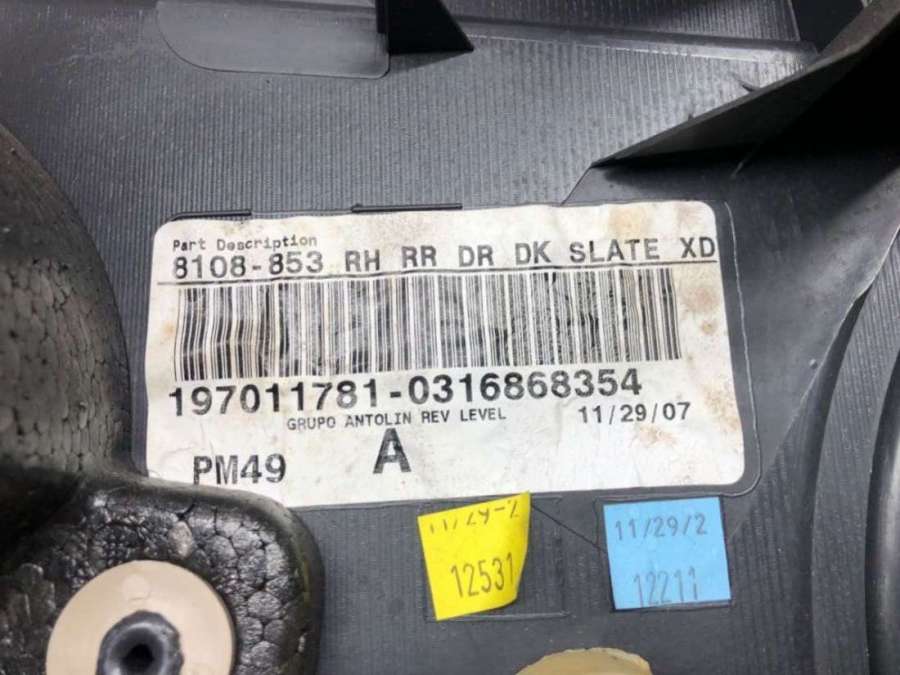 Part Description
8108-853 RH RR DR DK SLATE XD
197011781-0316868354
GRUPO ANTOLIN REV LEVEL 11/29/07
PM49 A
12531
11/29/2
12211